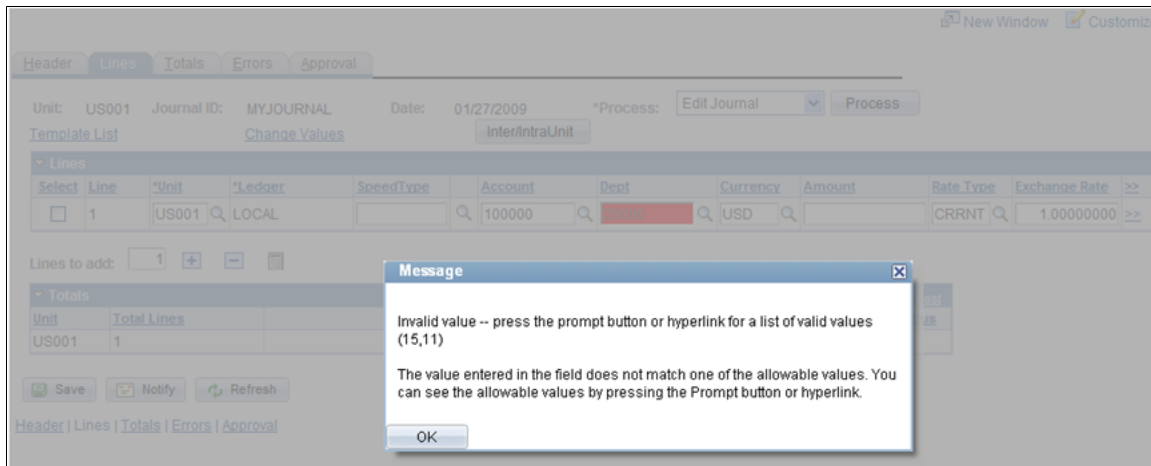 New Window Customiz
Header Lines Totals Errors Approval
Unit: US001 Journal ID: MYJOURNAL Date: 01/27/2009 *Process: Edit Journal Process
Template List Change Values Inter/IntraUnit
Lines
Select Line *Unit *Ledger SpeedType Account Dept Currency Amount Rate Type Exchange Rate >>
1 US001 LOCAL 100000 USD CRRNT 1.00000000 >>
Lines to add: 1
Totals
Unit Total Lines
US001 1
Message
Invalid value -- press the prompt button or hyperlink for a list of valid values
(15,11)
The value entered in the field does not match one of the allowable values. You
can see the allowable values by pressing the Prompt button or hyperlink.
OK
Save Notify Refresh
Header | Lines | Totals | Errors | Approval